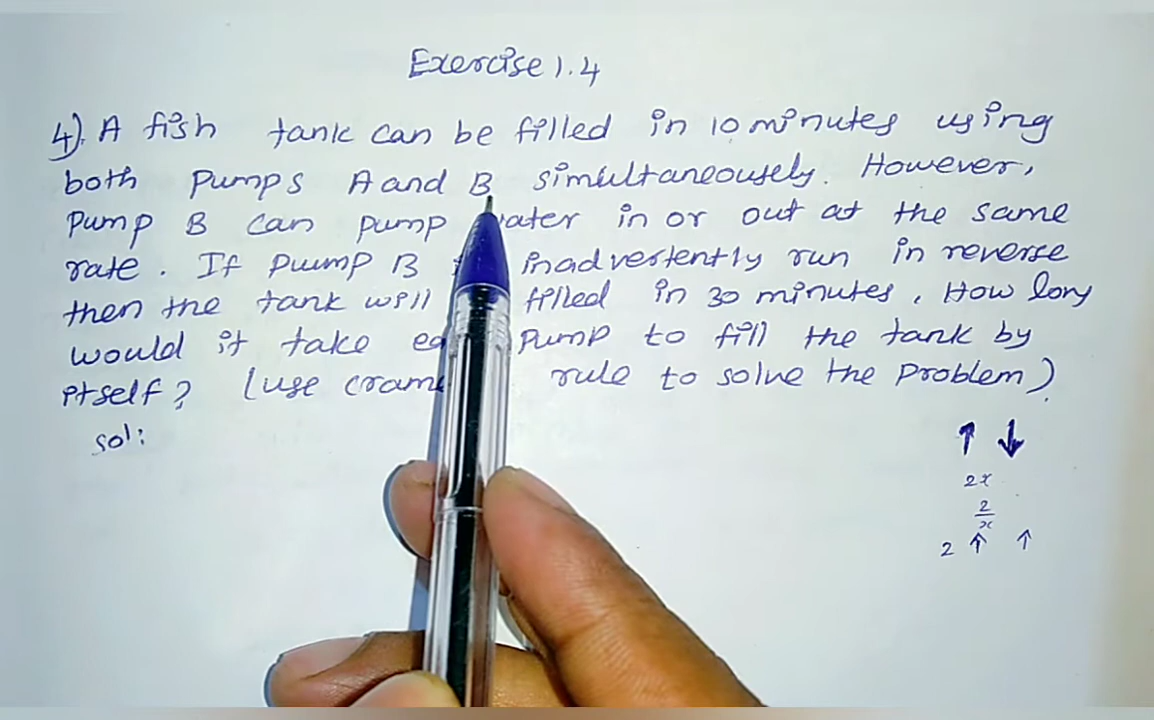 Exercise 1.4
4). A fish tank can be filled in 10 minutes using
both Pumps A and B simultaneously. However,
Pump B can pump in or out at the same
rate. If Pump B inadvertently run in reverse
then the tank will filled in 30 minutes. How long
would it take pump to fill the tank by
itself? (use rule to solve the problem).
sol:
↑ ↓
2x
2/x
2 ↑ ↑